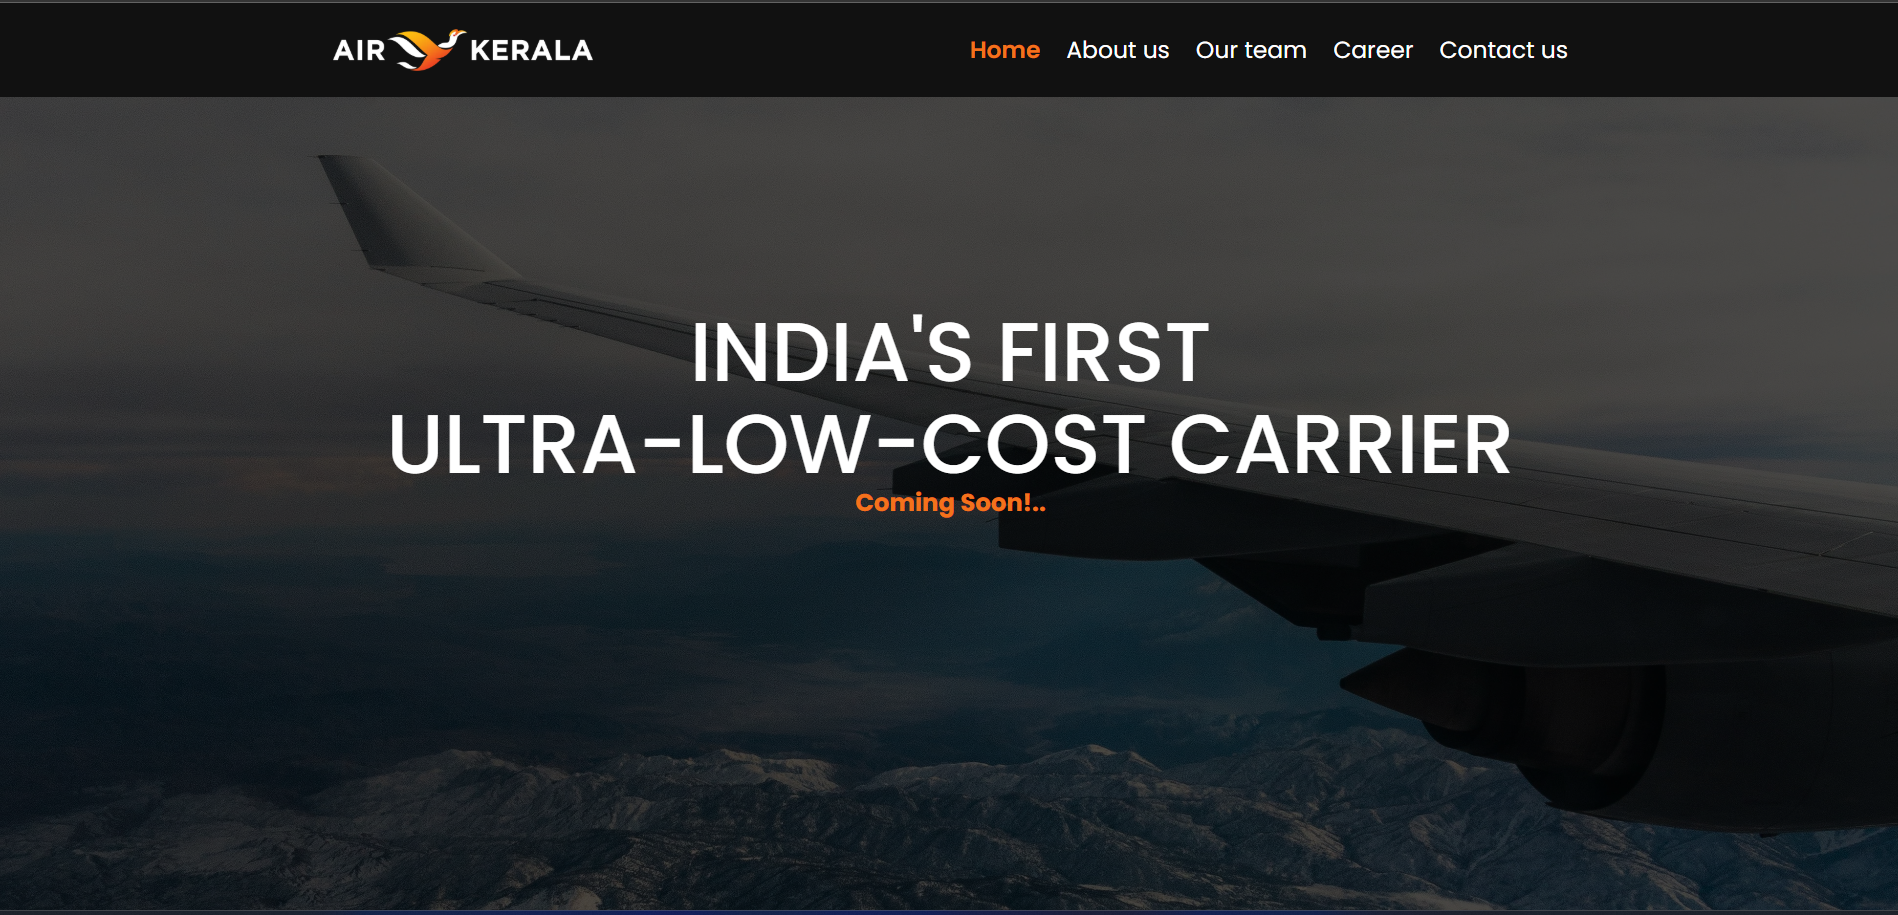 AIR KERALA
Home About us Our team Career Contact us
INDIA'S FIRST
ULTRA-LOW-COST CARRIER
Coming Soon!..